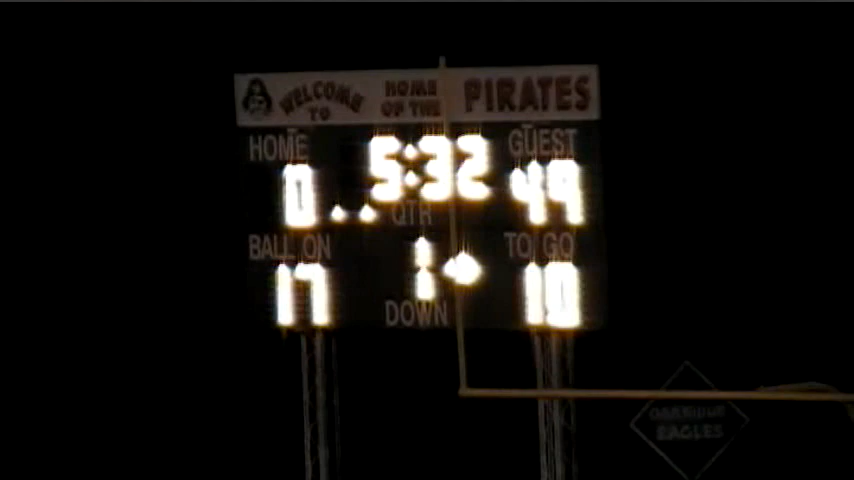 WELCOME TO HOME OF THE PIRATES
HOME 5:32 GUEST
0 49
QTR
BALL ON 1 TO GO
17 10
DOWN
EAGLES